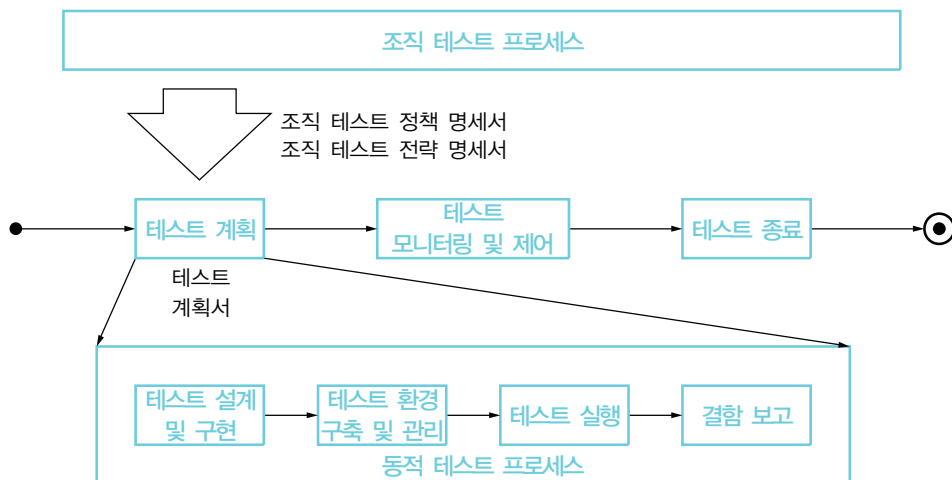 조직 테스트 프로세스
조직 테스트 정책 명세서
조직 테스트 전략 명세서
테스트 계획
테스트
모니터링 및 제어
테스트 종료
테스트
계획서
테스트 설계
및 구현
테스트 환경
구축 및 관리
테스트 실행
결함 보고
동적 테스트 프로세스